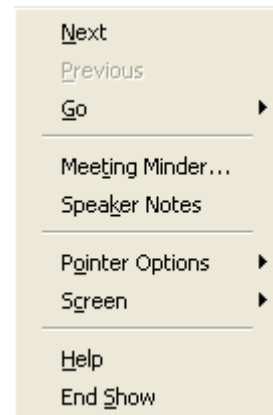 Next
Previous
Go
Meeting Minder...
Speaker Notes
Pointer Options
Screen
Help
End Show